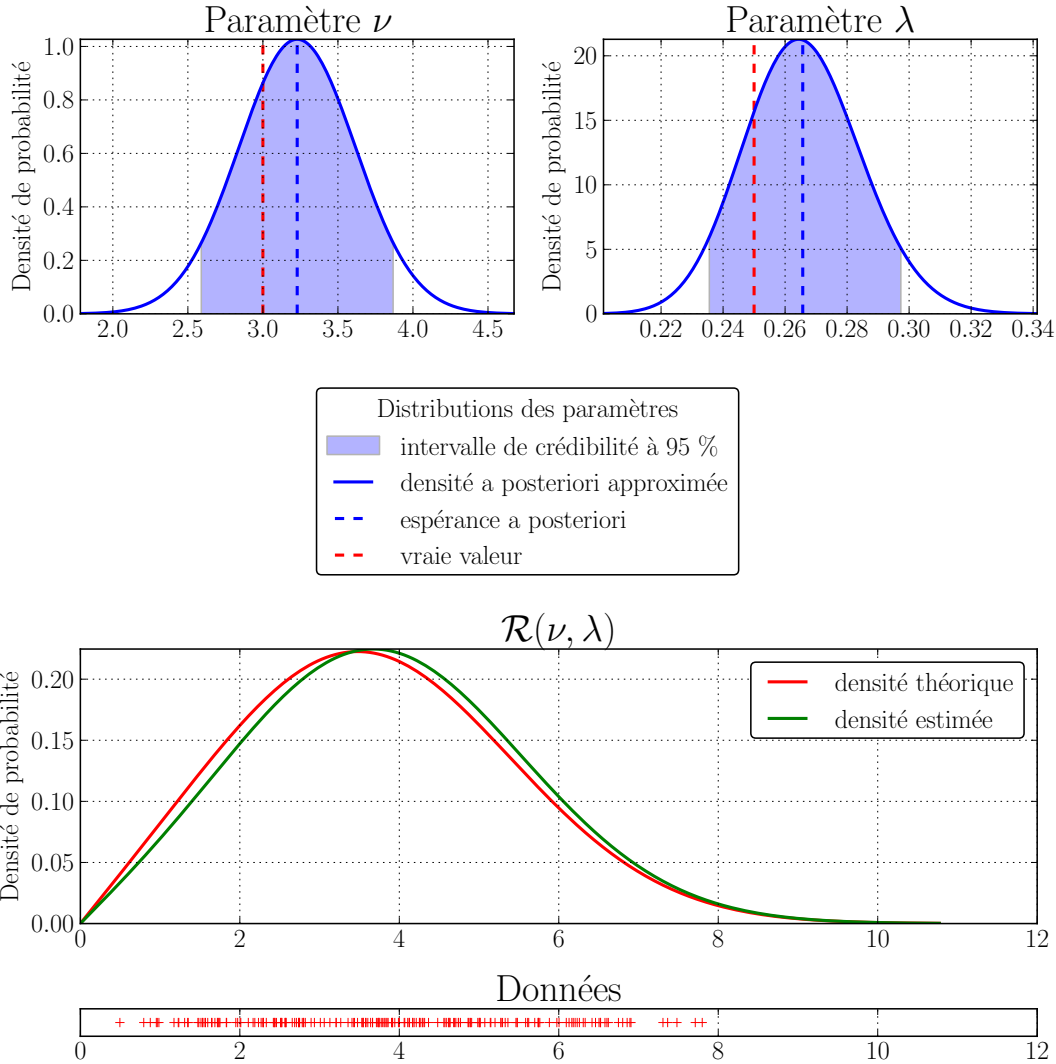 Paramètre ν
Densité de probabilité
1.0
0.8
0.6
0.4
0.2
0.0
2.0 2.5 3.0 3.5 4.0 4.5
Paramètre λ
Densité de probabilité
20
15
10
5
0
0.22 0.24 0.26 0.28 0.30 0.32 0.34
Distributions des paramètres
intervalle de crédibilité à 95 %
densité a posteriori approximée
espérance a posteriori
vraie valeur
R(ν, λ)
Densité de probabilité
0.20
0.15
0.10
0.05
0.00
0 2 4 6 8 10 12
densité théorique
densité estimée
Données
0 2 4 6 8 10 12